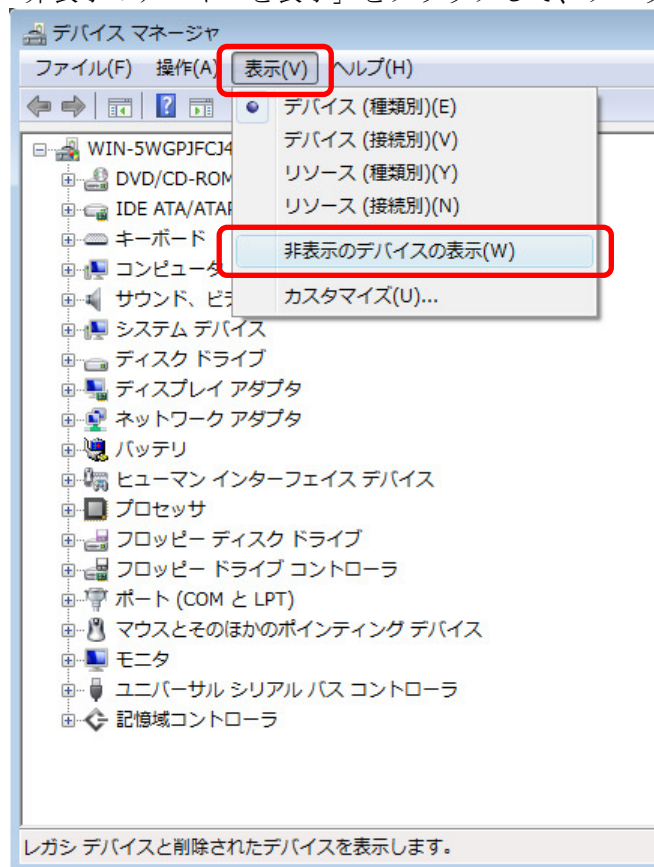 デバイス マネージャ
ファイル(F) 操作(A) 表示(V) ヘルプ(H)
デバイス (種類別)(E)
デバイス (接続別)(V)
リソース (種類別)(Y)
リソース (接続別)(N)
非表示のデバイスの表示(W)
カスタマイズ(U)...
WIN-5WGPJFCJ4
DVD/CD-ROM
IDE ATA/ATAP
キーボード
コンピュータ
サウンド、ビデ
システム デバイス
ディスク ドライブ
ディスプレイ アダプタ
ネットワーク アダプタ
バッテリ
ヒューマン インターフェイス デバイス
プロセッサ
フロッピー ディスク ドライブ
フロッピー ドライブ コントローラ
ポート (COM と LPT)
マウスとそのほかのポインティング デバイス
モニタ
ユニバーサル シリアル バス コントローラ
記憶域コントローラ
レガシ デバイスと削除されたデバイスを表示します。